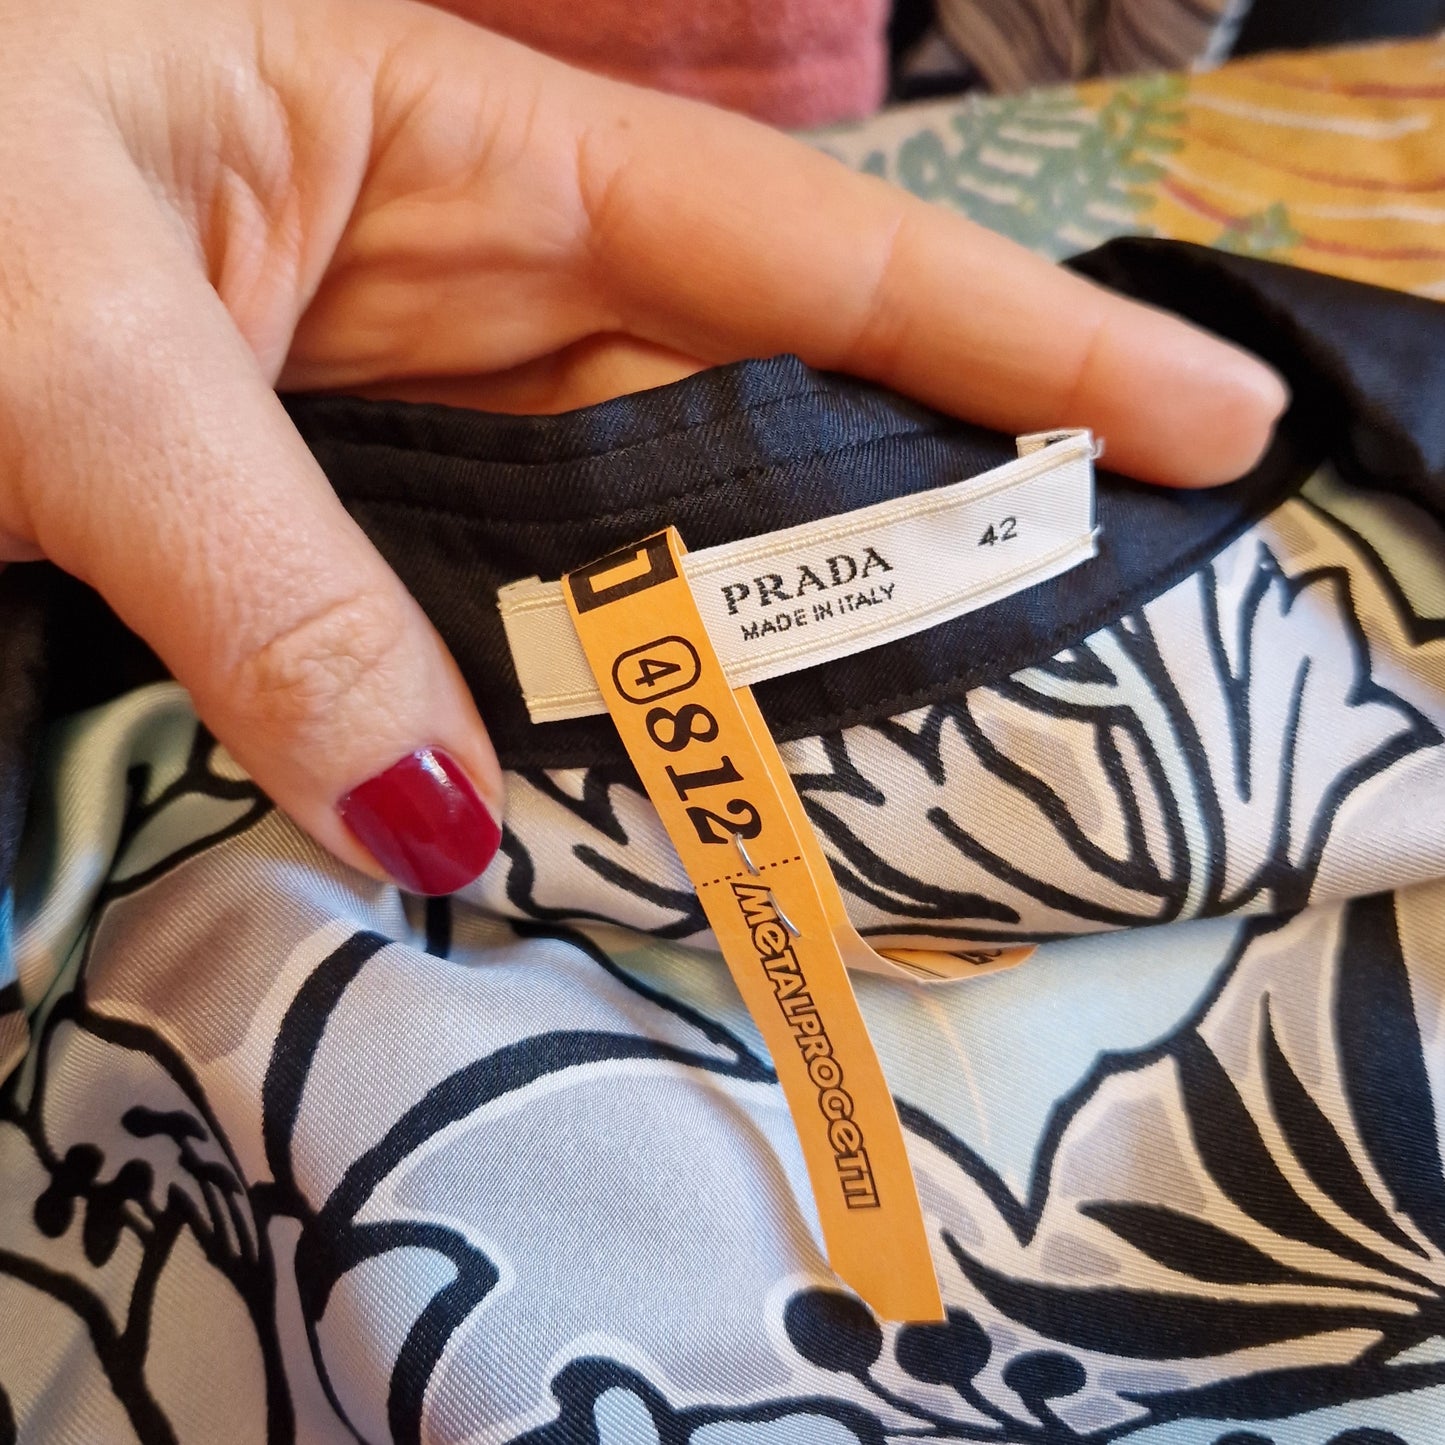 PRADA 42
MADE IN ITALY
4 812
MeTALPROGeTTI